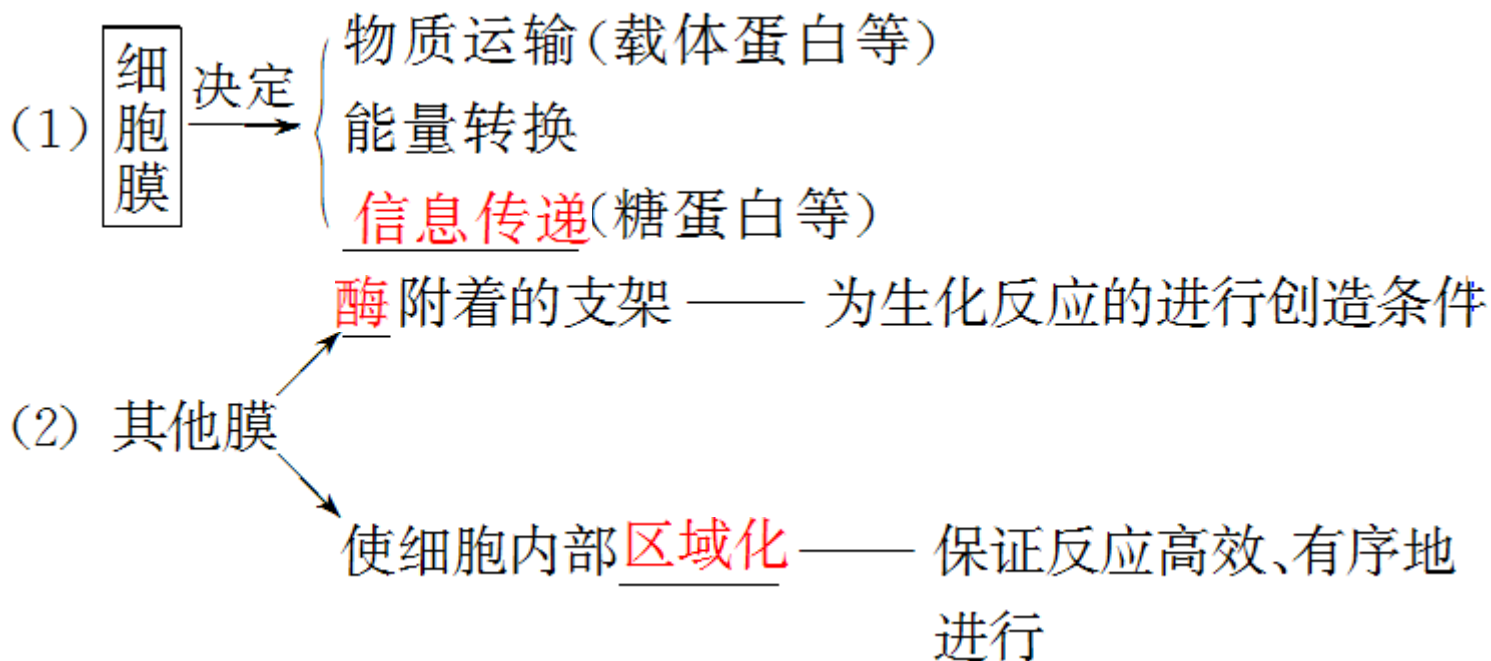 物质运输(载体蛋白等)
(1) 细胞膜 决定 能量转换
信息传递(糖蛋白等)
酶附着的支架 —— 为生化反应的进行创造条件
(2) 其他膜
使细胞内部区域化 —— 保证反应高效、有序地
进行